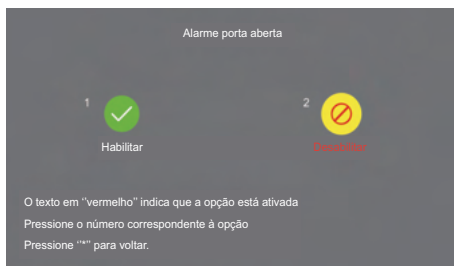 Alarme porta aberta
1
2
Habilitar
Desabilitar
O texto em "vermelho" indica que a opção está ativada
Pressione o número correspondente à opção
Pressione "*" para voltar.